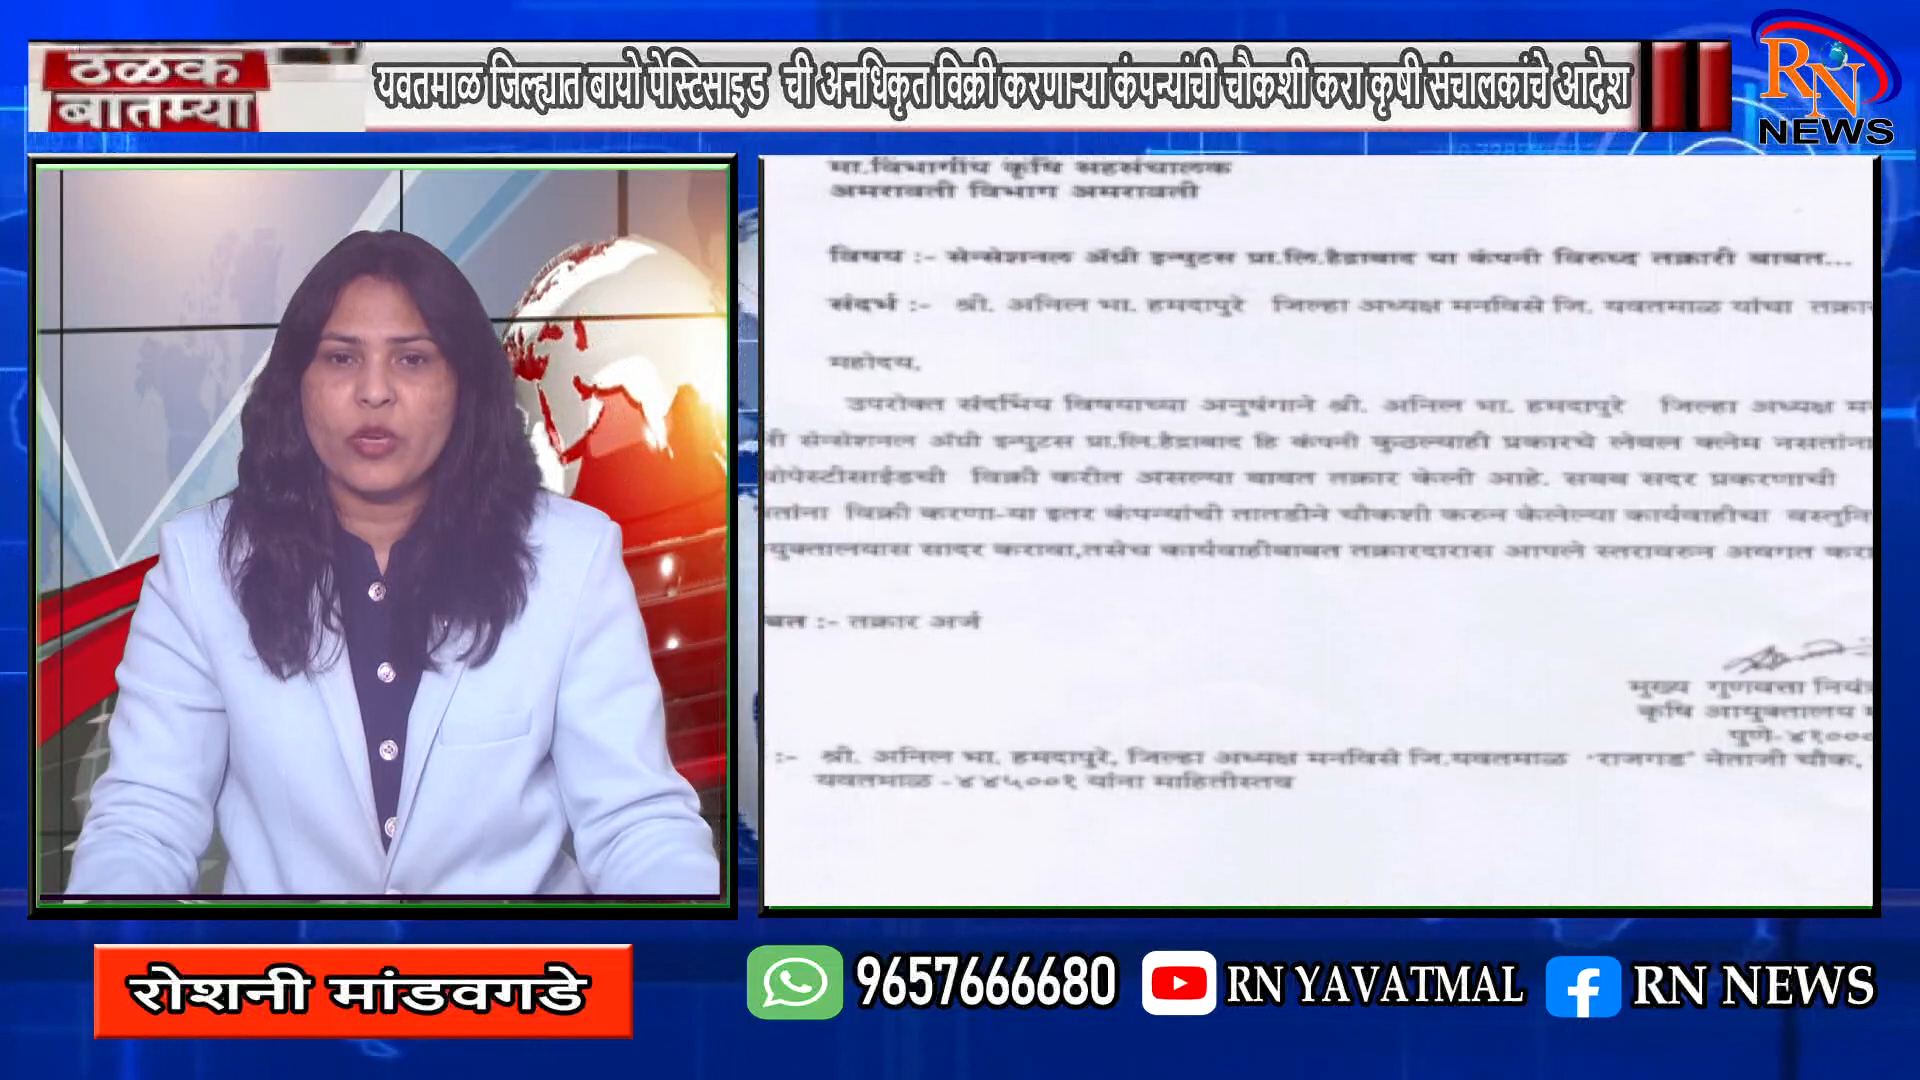 ठळक
बातम्या
यवतमाळ जिल्ह्यात बायो पेस्टिसाइड ची अनधिकृत विक्री करणाऱ्या कंपन्यांची चौकशी करा कृषी संचालकांचे आदेश
RN
NEWS
मा.विभागीय कृषि सहसंचालक
अमरावती विभाग अमरावती
विषय :- सेन्सेशनल ॲग्री इन्पुटस प्रा.लि.हैद्राबाद या कंपनी विरुध्द तक्रारी बाबत...
संदर्भ :- श्री. अनिल भा. हमदापुरे जिल्हा अध्यक्ष मनविसे जि. यवतमाळ यांचा
महोदय,
उपरोक्त संदर्भिय विषयाच्या अनुषंगाने श्री. अनिल भा. हमदापुरे जिल्हा अध्यक्ष
सेन्सेशनल ॲग्री इन्पुटस प्रा.लि.हैद्राबाद हि कंपनी कुठल्याही प्रकारचे लेबल क्लेम नसतांना
विक्री करीत असल्या बाबत तक्रार केली आहे. सबब सदर प्रकरणाची
विक्री करणा-या इतर कंपन्यांची तातडीने चौकशी करुन केलेल्या कार्यवाहीचा
सादर करावा,तसेच कार्यवाहीबाबत तक्रारदारास आपले स्तरावरुन अवगत
:- तक्रार अर्ज
मुख्य गुणवत्ता
कृषि आयुक्तालय
:- श्री. अनिल भा. हमदापुरे, जिल्हा अध्यक्ष मनविसे जि.यवतमाळ "राजगड" नेताजी चौक,
यवतमाळ -४४५००१ यांना माहितीस्तव
रोशनी मांडवगडे
9657666680
RN YAVATMAL
RN NEWS